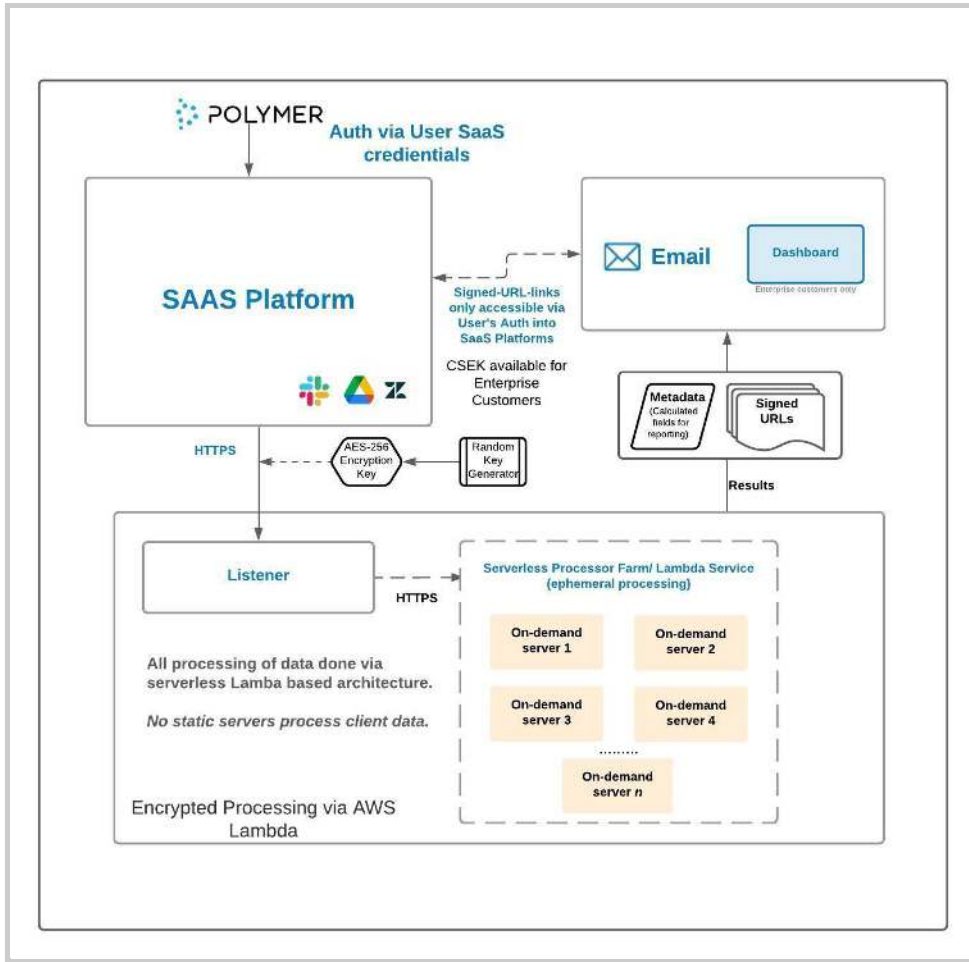 POLYMER
Auth via User SaaS
credientials
SAAS Platform
Email
Dashboard
Enterprise customers only
Signed-URL-links
only accessible via
User's Auth into
SaaS Platforms
CSEK available for
Enterprise
Customers
Metadata
(Calculated
fields for
reporting)
Signed
URLs
HTTPS
AES-256
Encryption
Key
Random
Key
Generator
Results
Listener
HTTPS
Serverless Processor Farm/ Lambda Service
(ephemeral processing)
On-demand
server 1
On-demand
server 2
On-demand
server 3
On-demand
server 4
.........
On-demand
server n
All processing of data done via
serverless Lamba based architecture.
No static servers process client data.
Encrypted Processing via AWS
Lambda